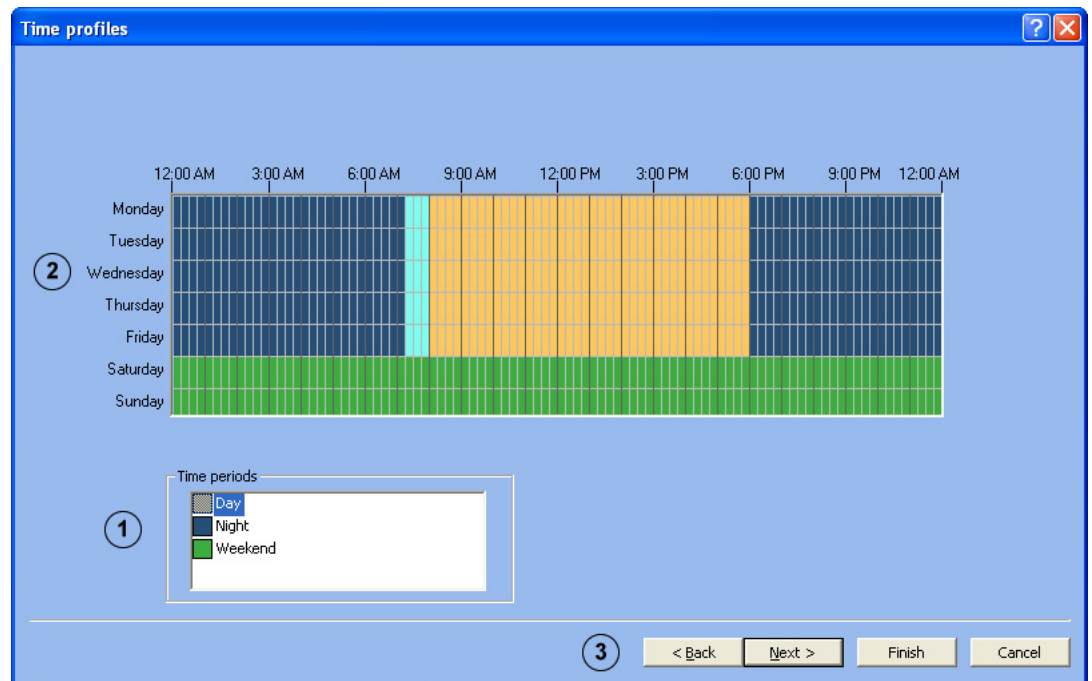 Time profiles
12:00 AM 3:00 AM 6:00 AM 9:00 AM 12:00 PM 3:00 PM 6:00 PM 9:00 PM 12:00 AM
Monday
Tuesday
2 Wednesday
Thursday
Friday
Saturday
Sunday
Time periods
Day
1 Night
Weekend
3 < Back Next > Finish Cancel